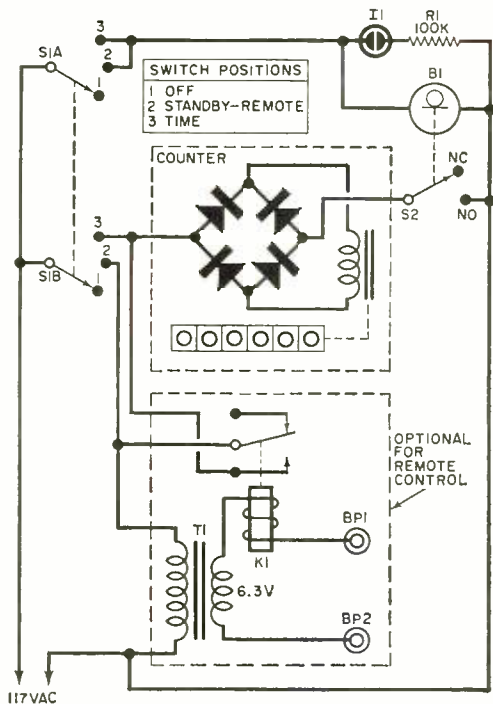 I1
R1
100K
3
S1A
2
SWITCH POSITIONS
1 OFF
2 STANDBY-REMOTE
3 TIME
B1
COUNTER
NC
S2
NO
3
2
S1B
OPTIONAL
FOR
REMOTE
CONTROL
T1
K1
6.3V
BP1
BP2
117VAC